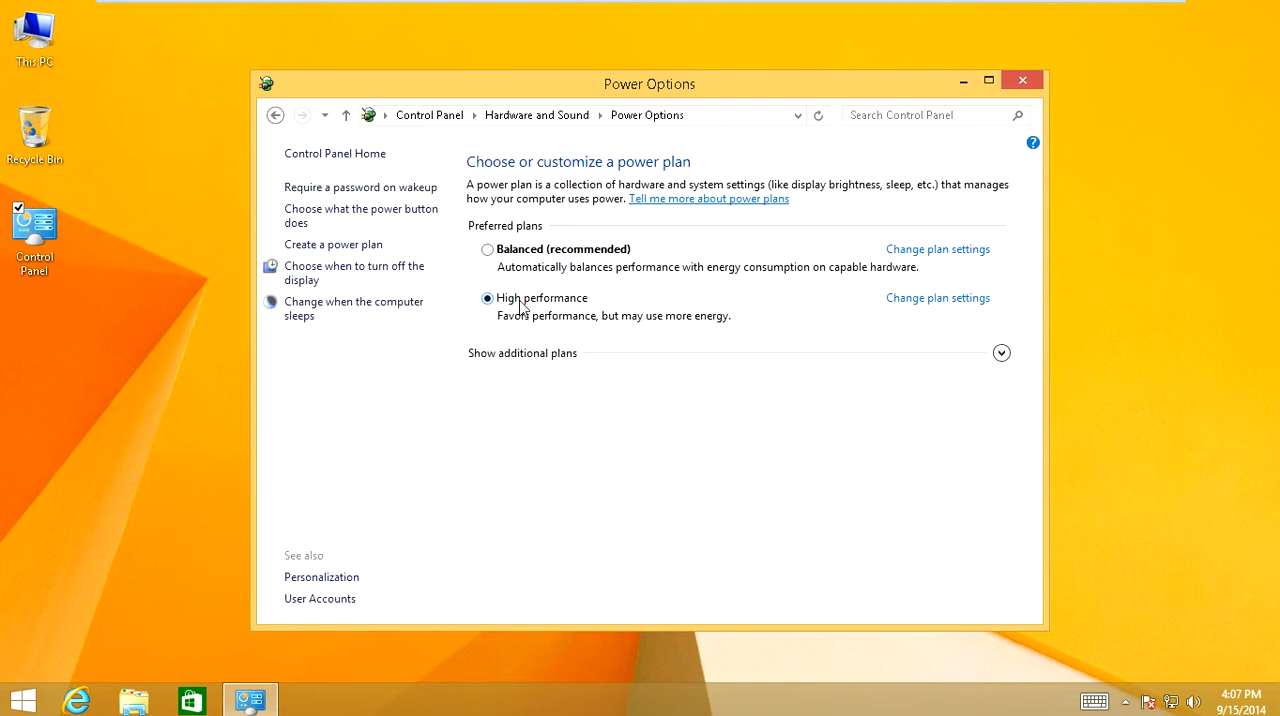 This PC
Recycle Bin
Control
Panel
Power Options
Control Panel
Hardware and Sound
Power Options
Search Control Panel
Control Panel Home
Require a password on wakeup
Choose what the power button
does
Create a power plan
Choose when to turn off the
display
Change when the computer
sleeps
See also
Personalization
User Accounts
Choose or customize a power plan
A power plan is a collection of hardware and system settings (like display brightness, sleep, etc.) that manages
how your computer uses power. Tell me more about power plans
Preferred plans
Balanced (recommended)
Change plan settings
Automatically balances performance with energy consumption on capable hardware.
High performance
Change plan settings
Favors performance, but may use more energy.
Show additional plans
4:07 PM
9/15/2014